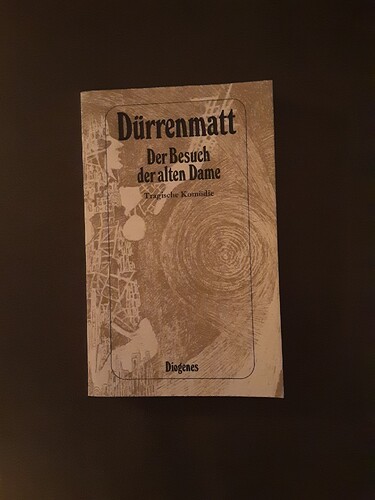 Dürrenmatt
Der Besuch
der alten Dame
Tragische Komödie
Diogenes